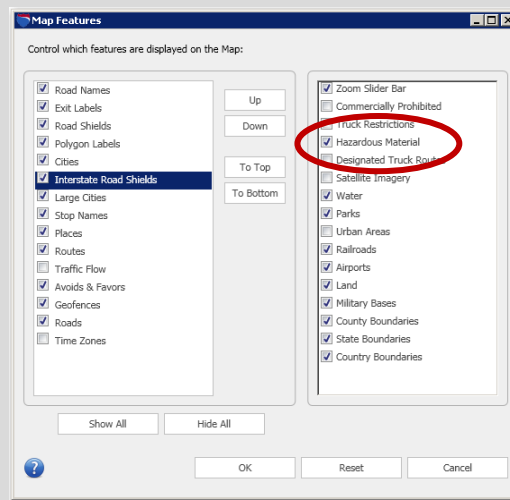 Map Features
Control which features are displayed on the Map:
Road Names
Exit Labels
Road Shields
Polygon Labels
Cities
Interstate Road Shields
Large Cities
Stop Names
Places
Routes
Traffic Flow
Avoids & Favors
Geofences
Roads
Time Zones
Up
Down
To Top
To Bottom
Zoom Slider Bar
Commercially Prohibited
Truck Restrictions
Hazardous Material
Designated Truck Routes
Satellite Imagery
Water
Parks
Urban Areas
Railroads
Airports
Land
Military Bases
County Boundaries
State Boundaries
Country Boundaries
Show All
Hide All
?
OK
Reset
Cancel